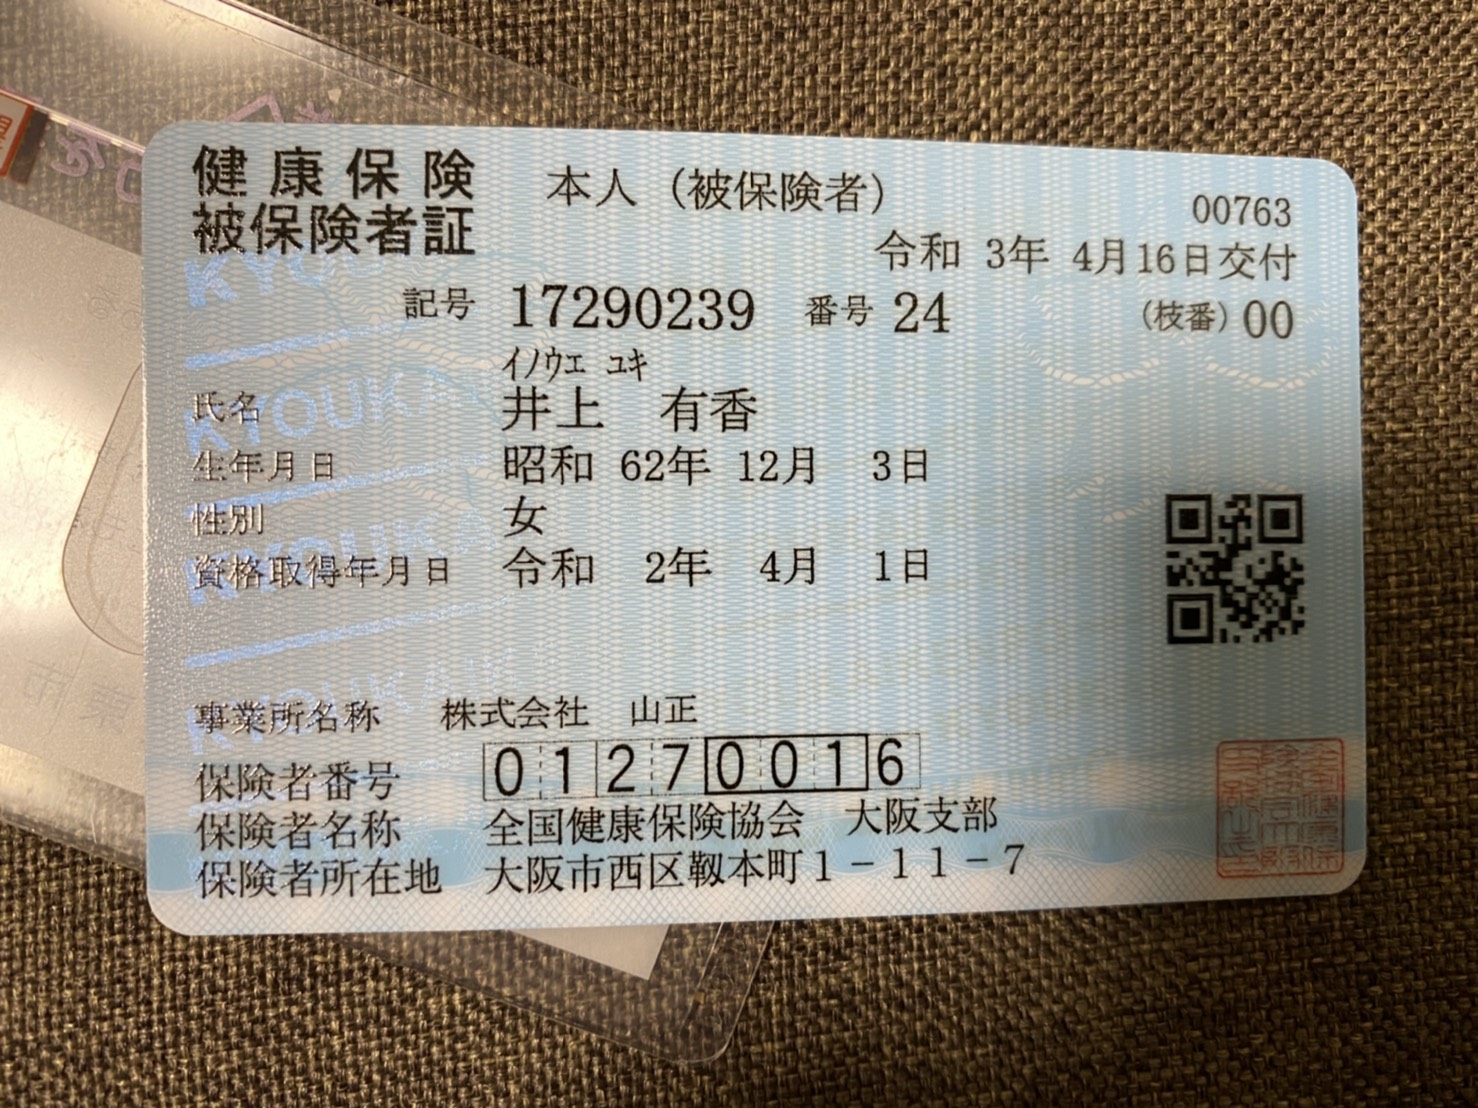 健康保険
被保険者証
本人（被保険者）
00763
令和 3年 4月16日交付
記号 17290239 番号 24 （枝番）00
ｲﾉｳｴ ﾕｷ
氏名 井上 有香
生年月日 昭和 62年 12月 3日
性別 女
資格取得年月日 令和 2年 4月 1日
事業所名称 株式会社 山正
保険者番号 01270016
保険者名称 全国健康保険協会 大阪支部
保険者所在地 大阪市西区靱本町1－11－7